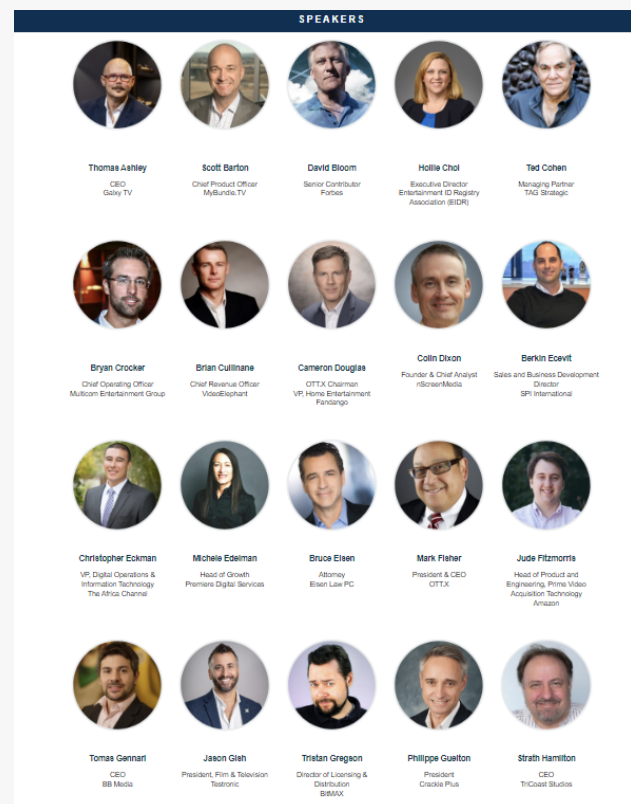 SPEAKERS
Thomas Ashley
CEO
Galxy TV
Scott Barton
Chief Product Officer
MyBundle.TV
David Bloom
Senior Contributor
Forbes
Hollie Choi
Executive Director
Entertainment ID Registry
Association (EIDR)
Ted Cohen
Managing Partner
TAG Strategic
Bryan Crocker
Chief Operating Officer
Multicom Entertainment Group
Brian Cullinane
Chief Revenue Officer
VideoElephant
Cameron Douglas
OTT.X Chairman
VP, Home Entertainment
Fandango
Colin Dixon
Founder & Chief Analyst
nScreenMedia
Berkin Ecevit
Sales and Business Development
Director
SPI International
Christopher Eckman
VP, Digital Operations &
Information Technology
The Africa Channel
Michele Edelman
Head of Growth
Premiere Digital Services
Bruce Eisen
Attorney
Eisen Law PC
Mark Fisher
President & CEO
OTT.X
Jude Fitzmorris
Head of Product and
Engineering, Prime Video
Acquisition Technology
Amazon
Tomas Gennari
CEO
BB Media
Jason Gish
President, Film & Television
Testronic
Tristan Gregson
Director of Licensing &
Distribution
BitMAX
Philippe Guelton
President
Crackle Plus
Strath Hamilton
CEO
TriCoast Studios